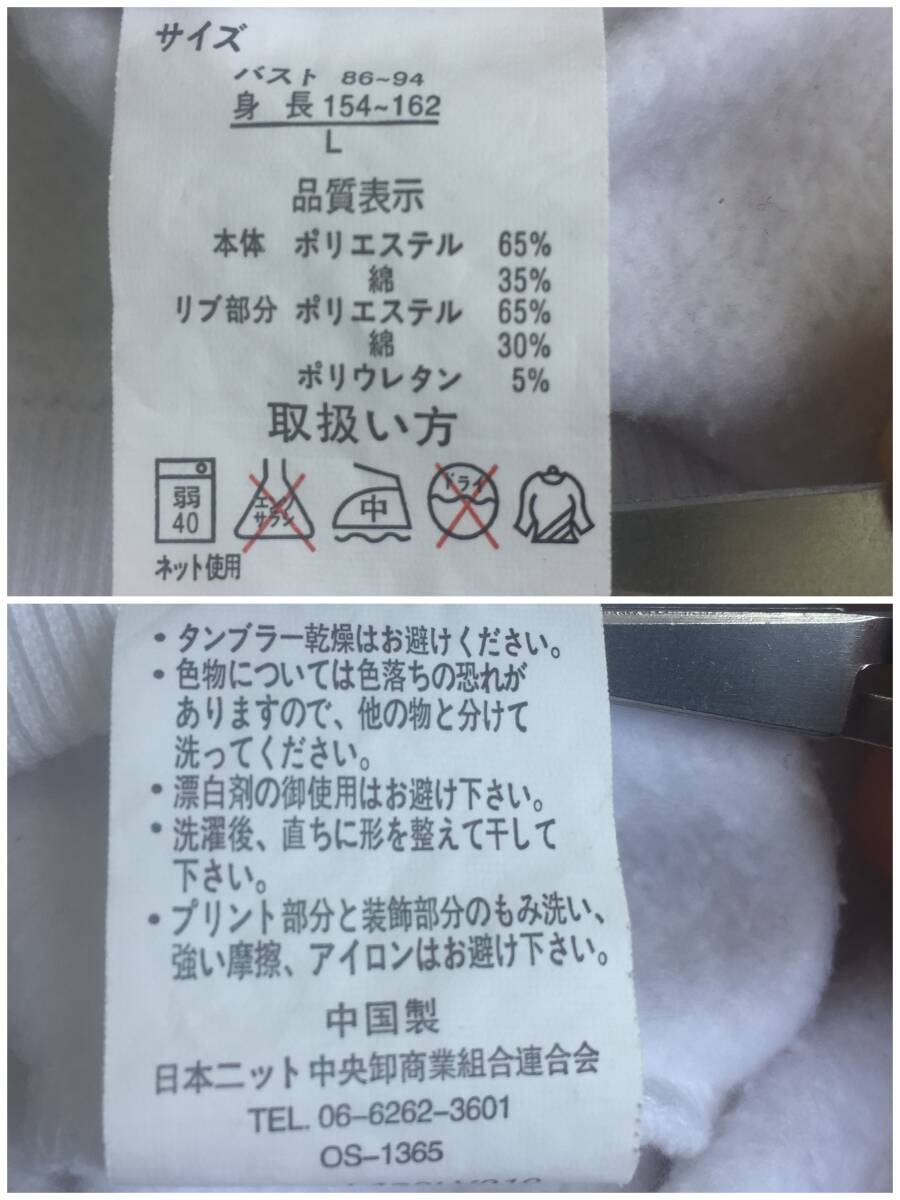 サイズ
バスト 86~94
身 長 154~162
L
品質表示
本体 ポリエステル 65%
綿 35%
リブ部分 ポリエステル 65%
綿 30%
ポリウレタン 5%
取扱い方
弱
40
エンソ
サラシ
中
ドライ
ネット使用
・タンブラー乾燥はお避けください。
・色物については色落ちの恐れが
ありますので、他の物と分けて
洗ってください。
・漂白剤の御使用はお避け下さい。
・洗濯後、直ちに形を整えて干して
下さい。
・プリント部分と装飾部分のもみ洗い、
強い摩擦、アイロンはお避け下さい。
中国製
日本ニット中央卸商業組合連合会
TEL. 06-6262-3601
OS-1365